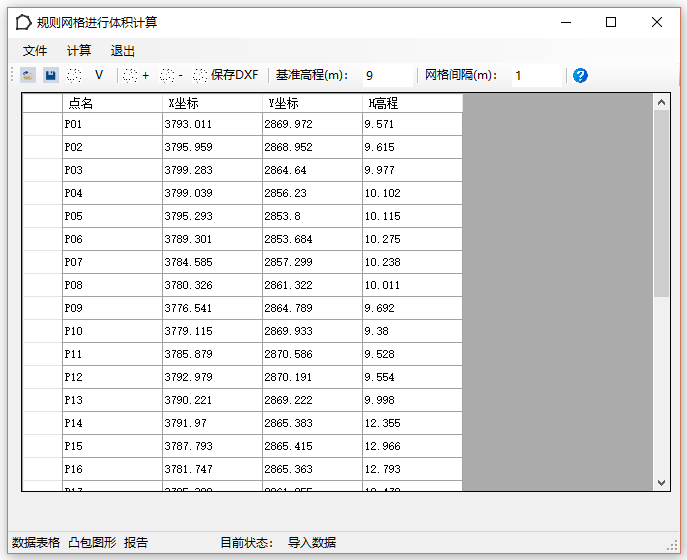 规则网格进行体积计算
文件 计算 退出
V + - 保存DXF 基准高程(m): 9 网格间隔(m): 1 ?
点名 X坐标 Y坐标 H高程
P01 3793.011 2869.972 9.571
P02 3795.959 2868.952 9.615
P03 3799.283 2864.64 9.977
P04 3799.039 2856.23 10.102
P05 3795.293 2853.8 10.115
P06 3789.301 2853.684 10.275
P07 3784.585 2857.299 10.238
P08 3780.326 2861.322 10.011
P09 3776.541 2864.789 9.692
P10 3779.115 2869.933 9.38
P11 3785.879 2870.586 9.528
P12 3792.979 2870.191 9.554
P13 3790.221 2869.222 9.998
P14 3791.97 2865.383 12.355
P15 3787.793 2865.415 12.966
P16 3781.747 2865.363 12.793
数据表格 凸包图形 报告 目前状态: 导入数据